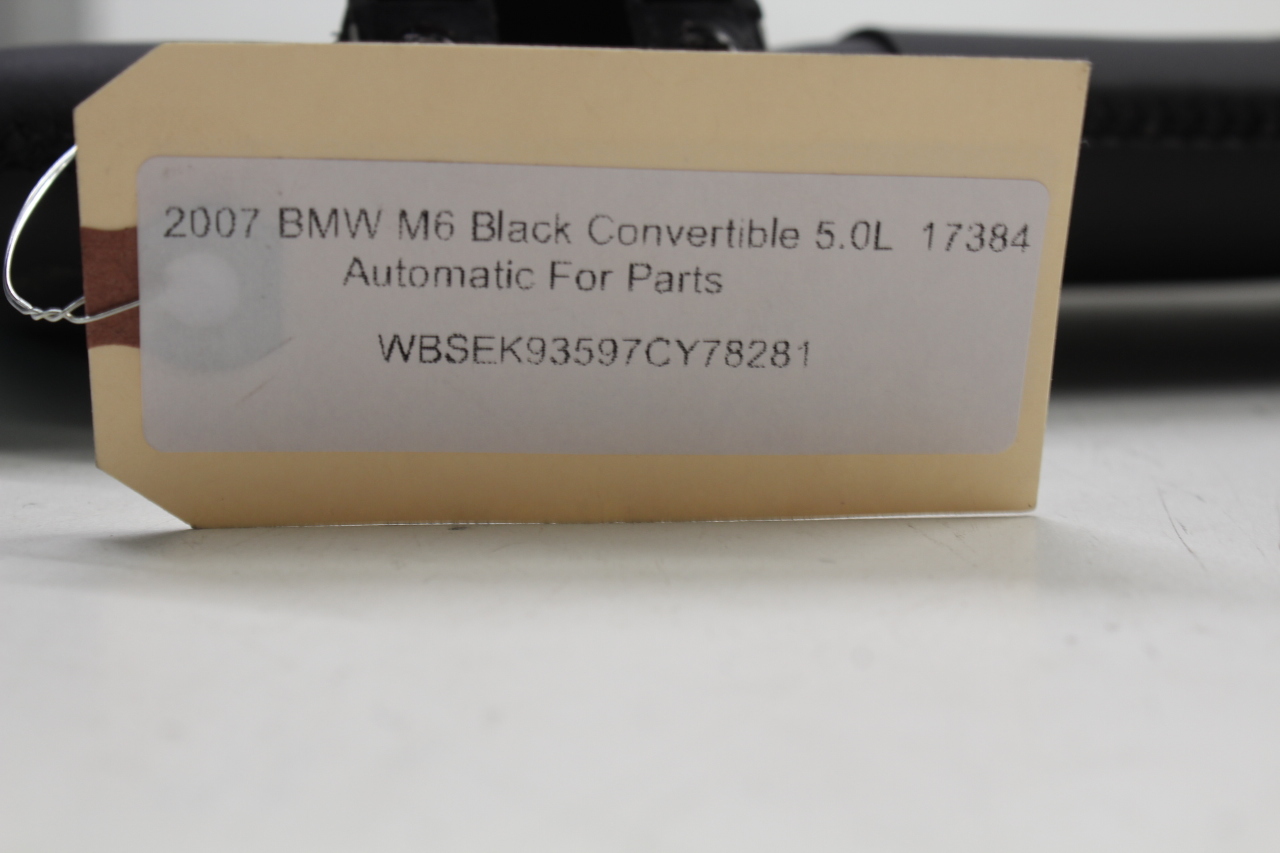 2007 BMW M6 Black Convertible 5.0L 17384
Automatic For Parts
WBSEK93597CY78281